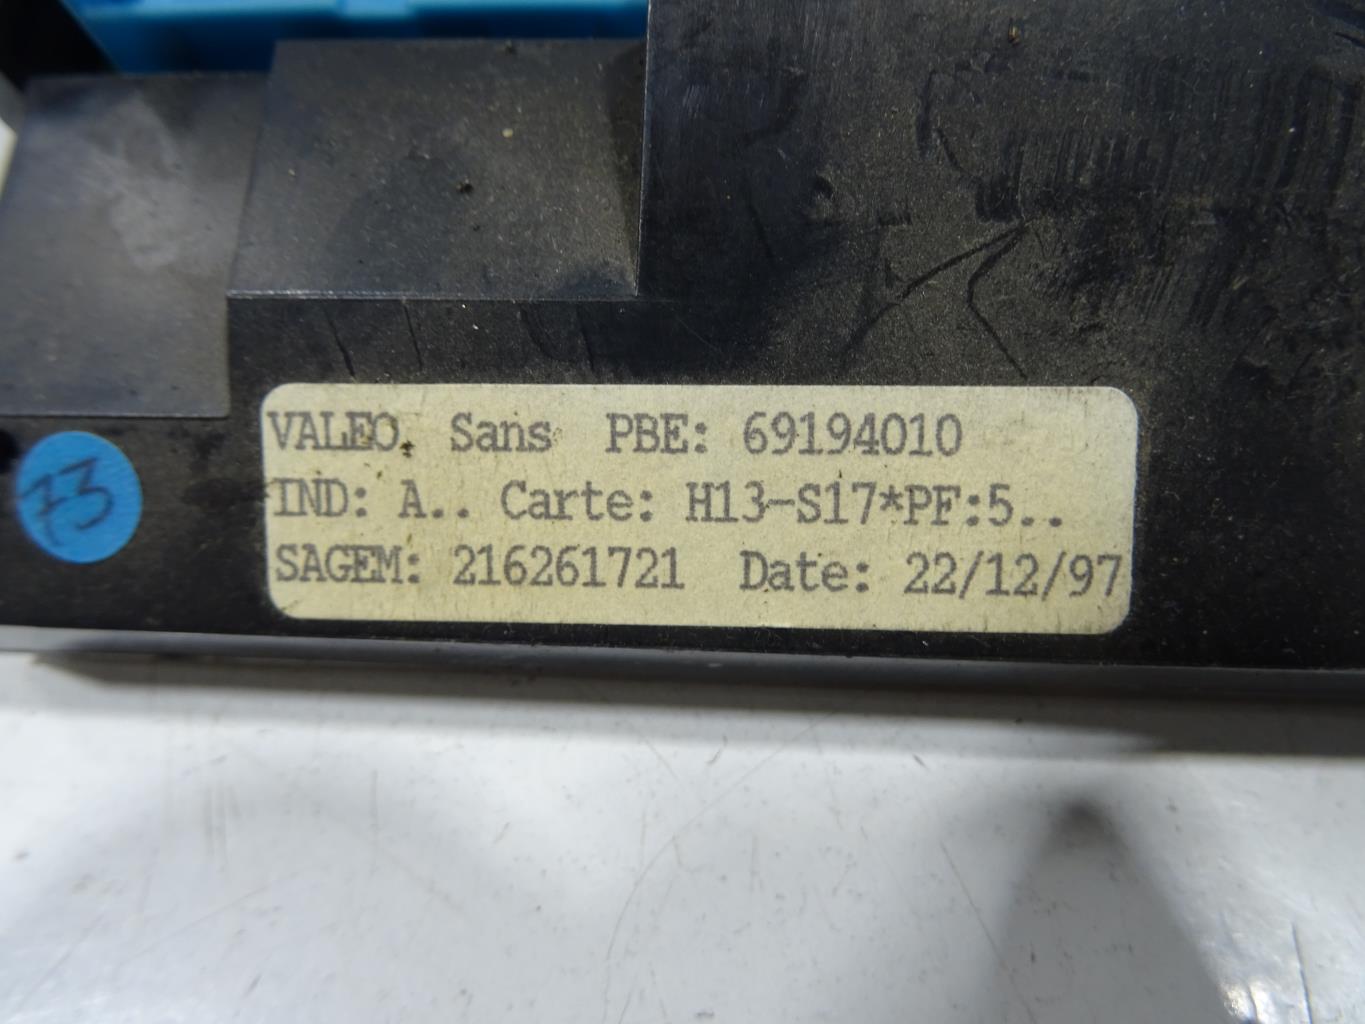 VALEO. Sans PBE: 69194010
IND: A.. Carte: H13-S17*PF:5..
SAGEM: 216261721 Date: 22/12/97
73